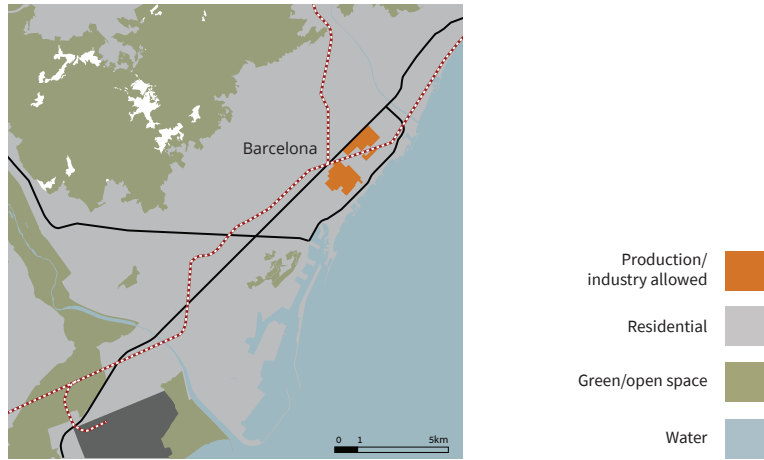 Barcelona
Production/
industry allowed
Residential
Green/open space
Water
0 1 5km